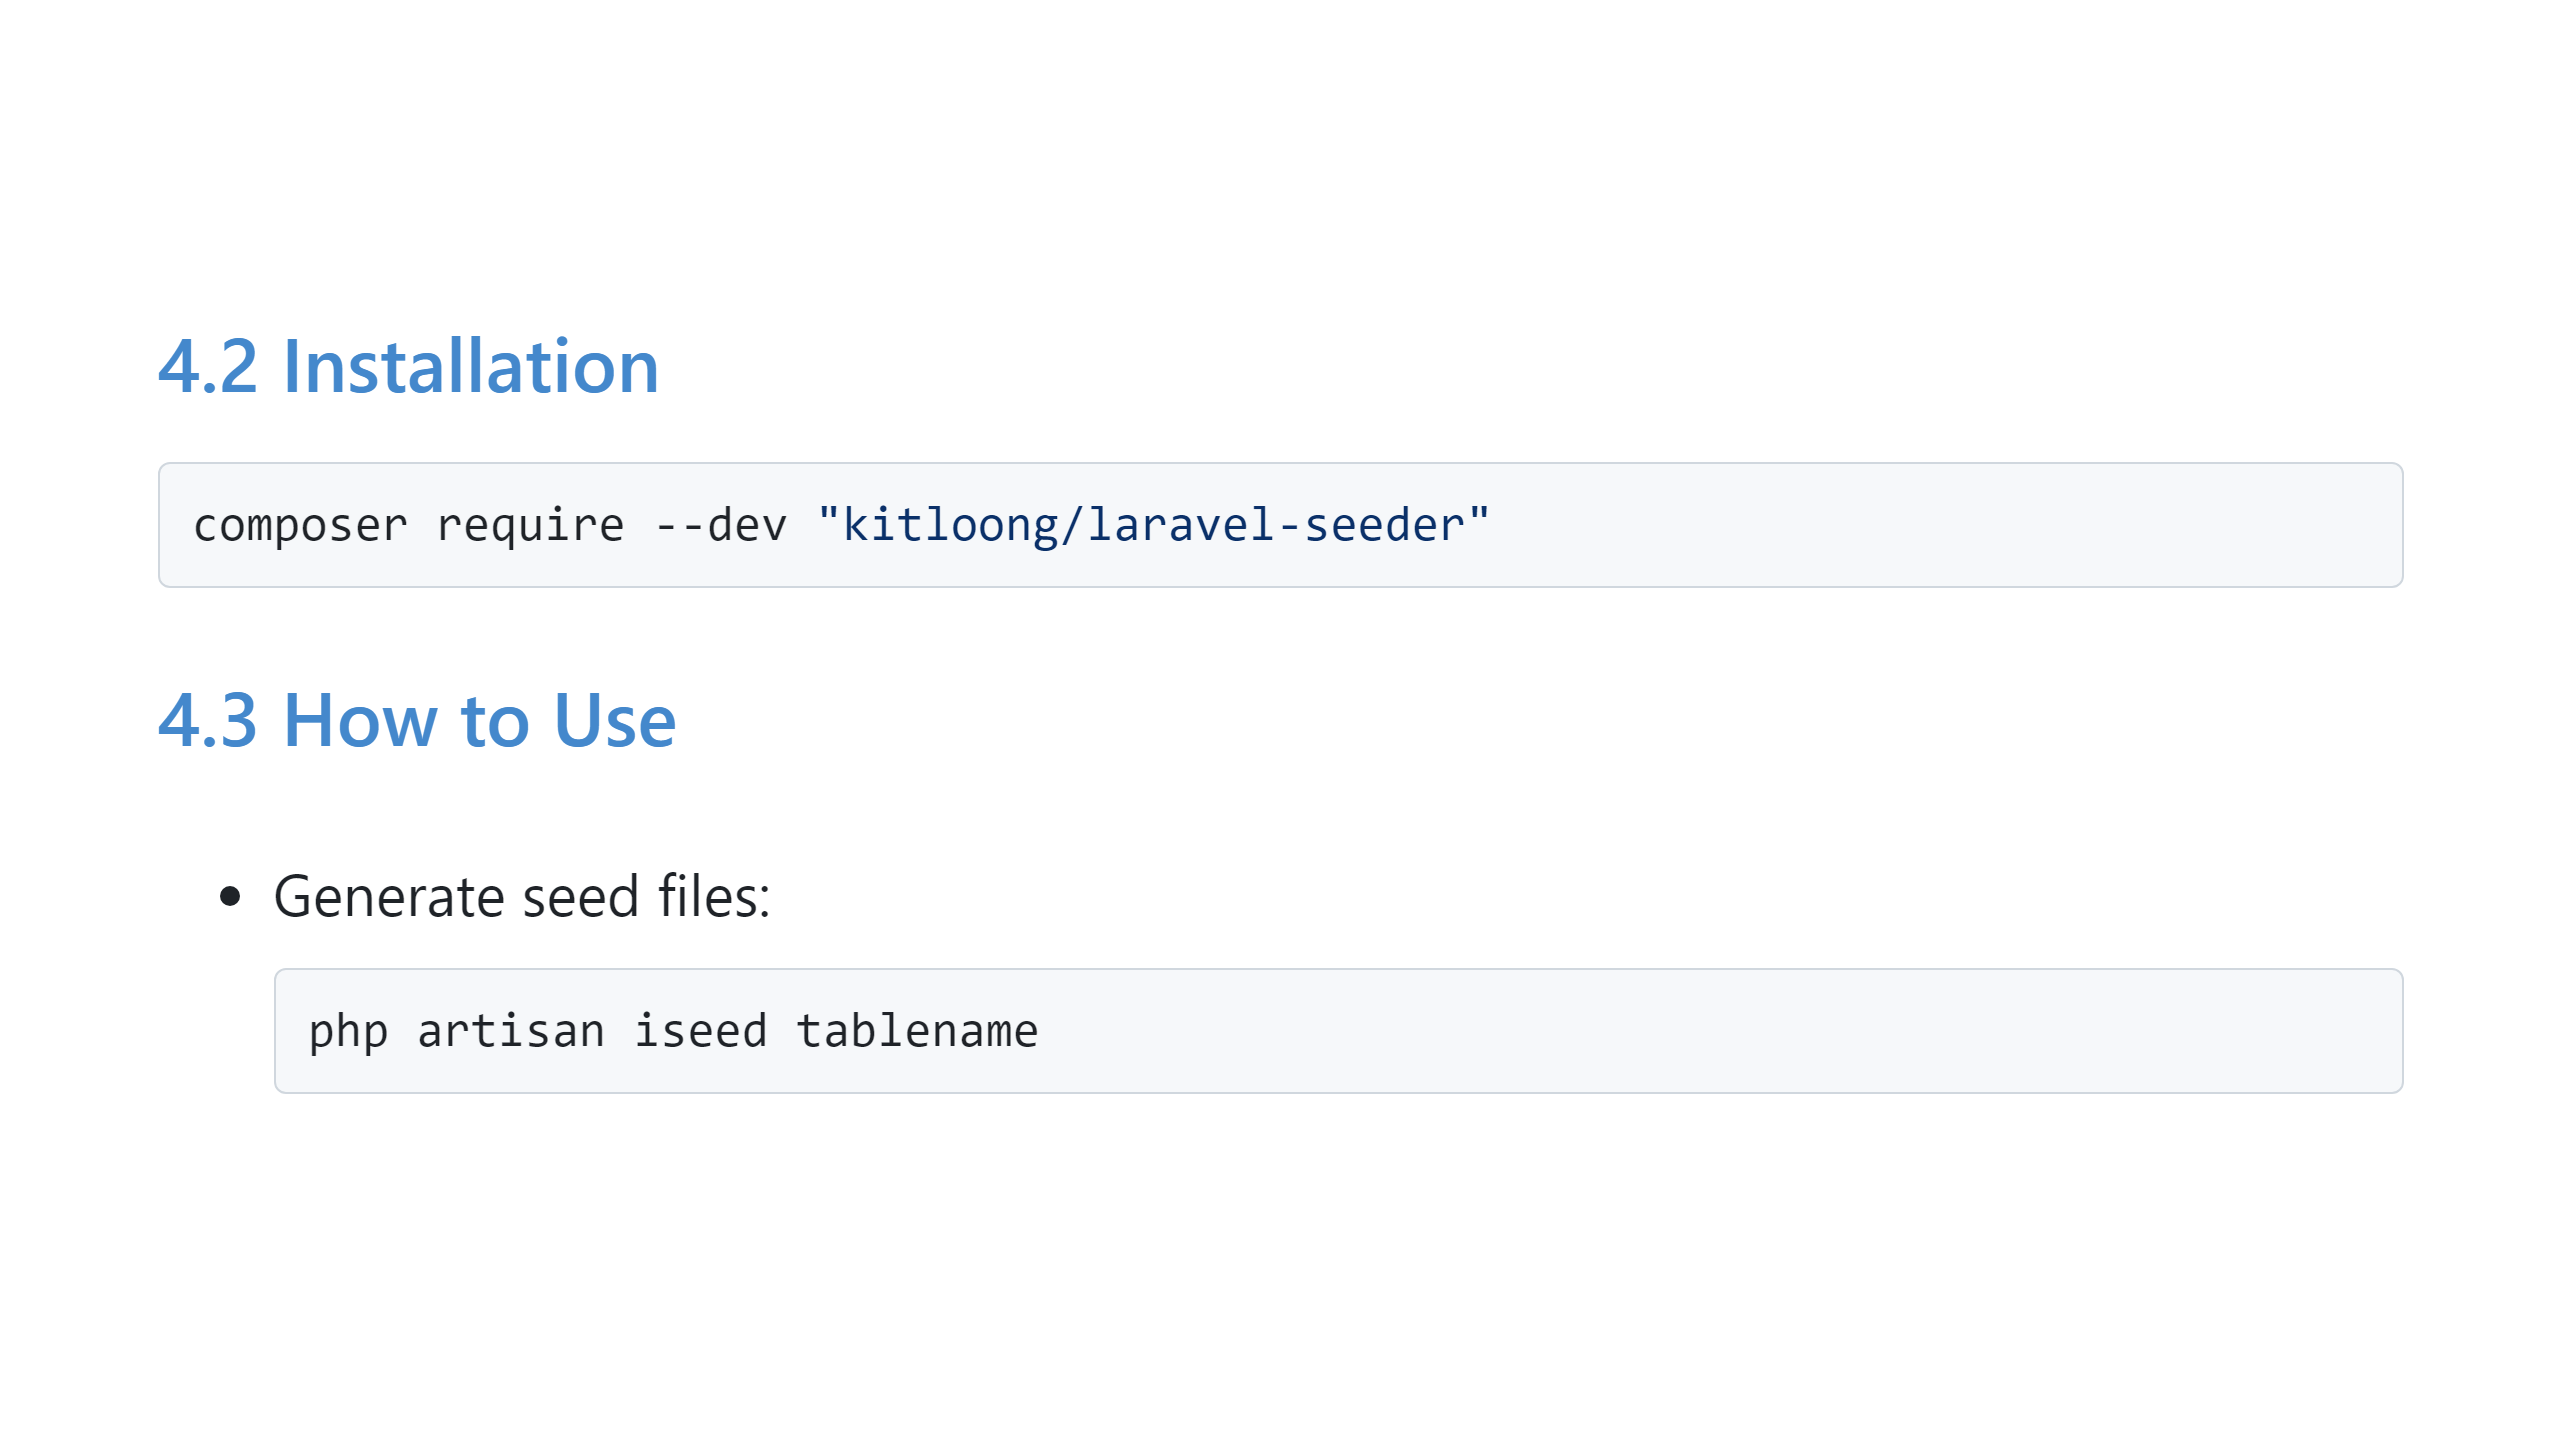 4.2 Installation
composer require --dev "kitloong/laravel-seeder"
4.3 How to Use
• Generate seed files:
php artisan iseed tablename